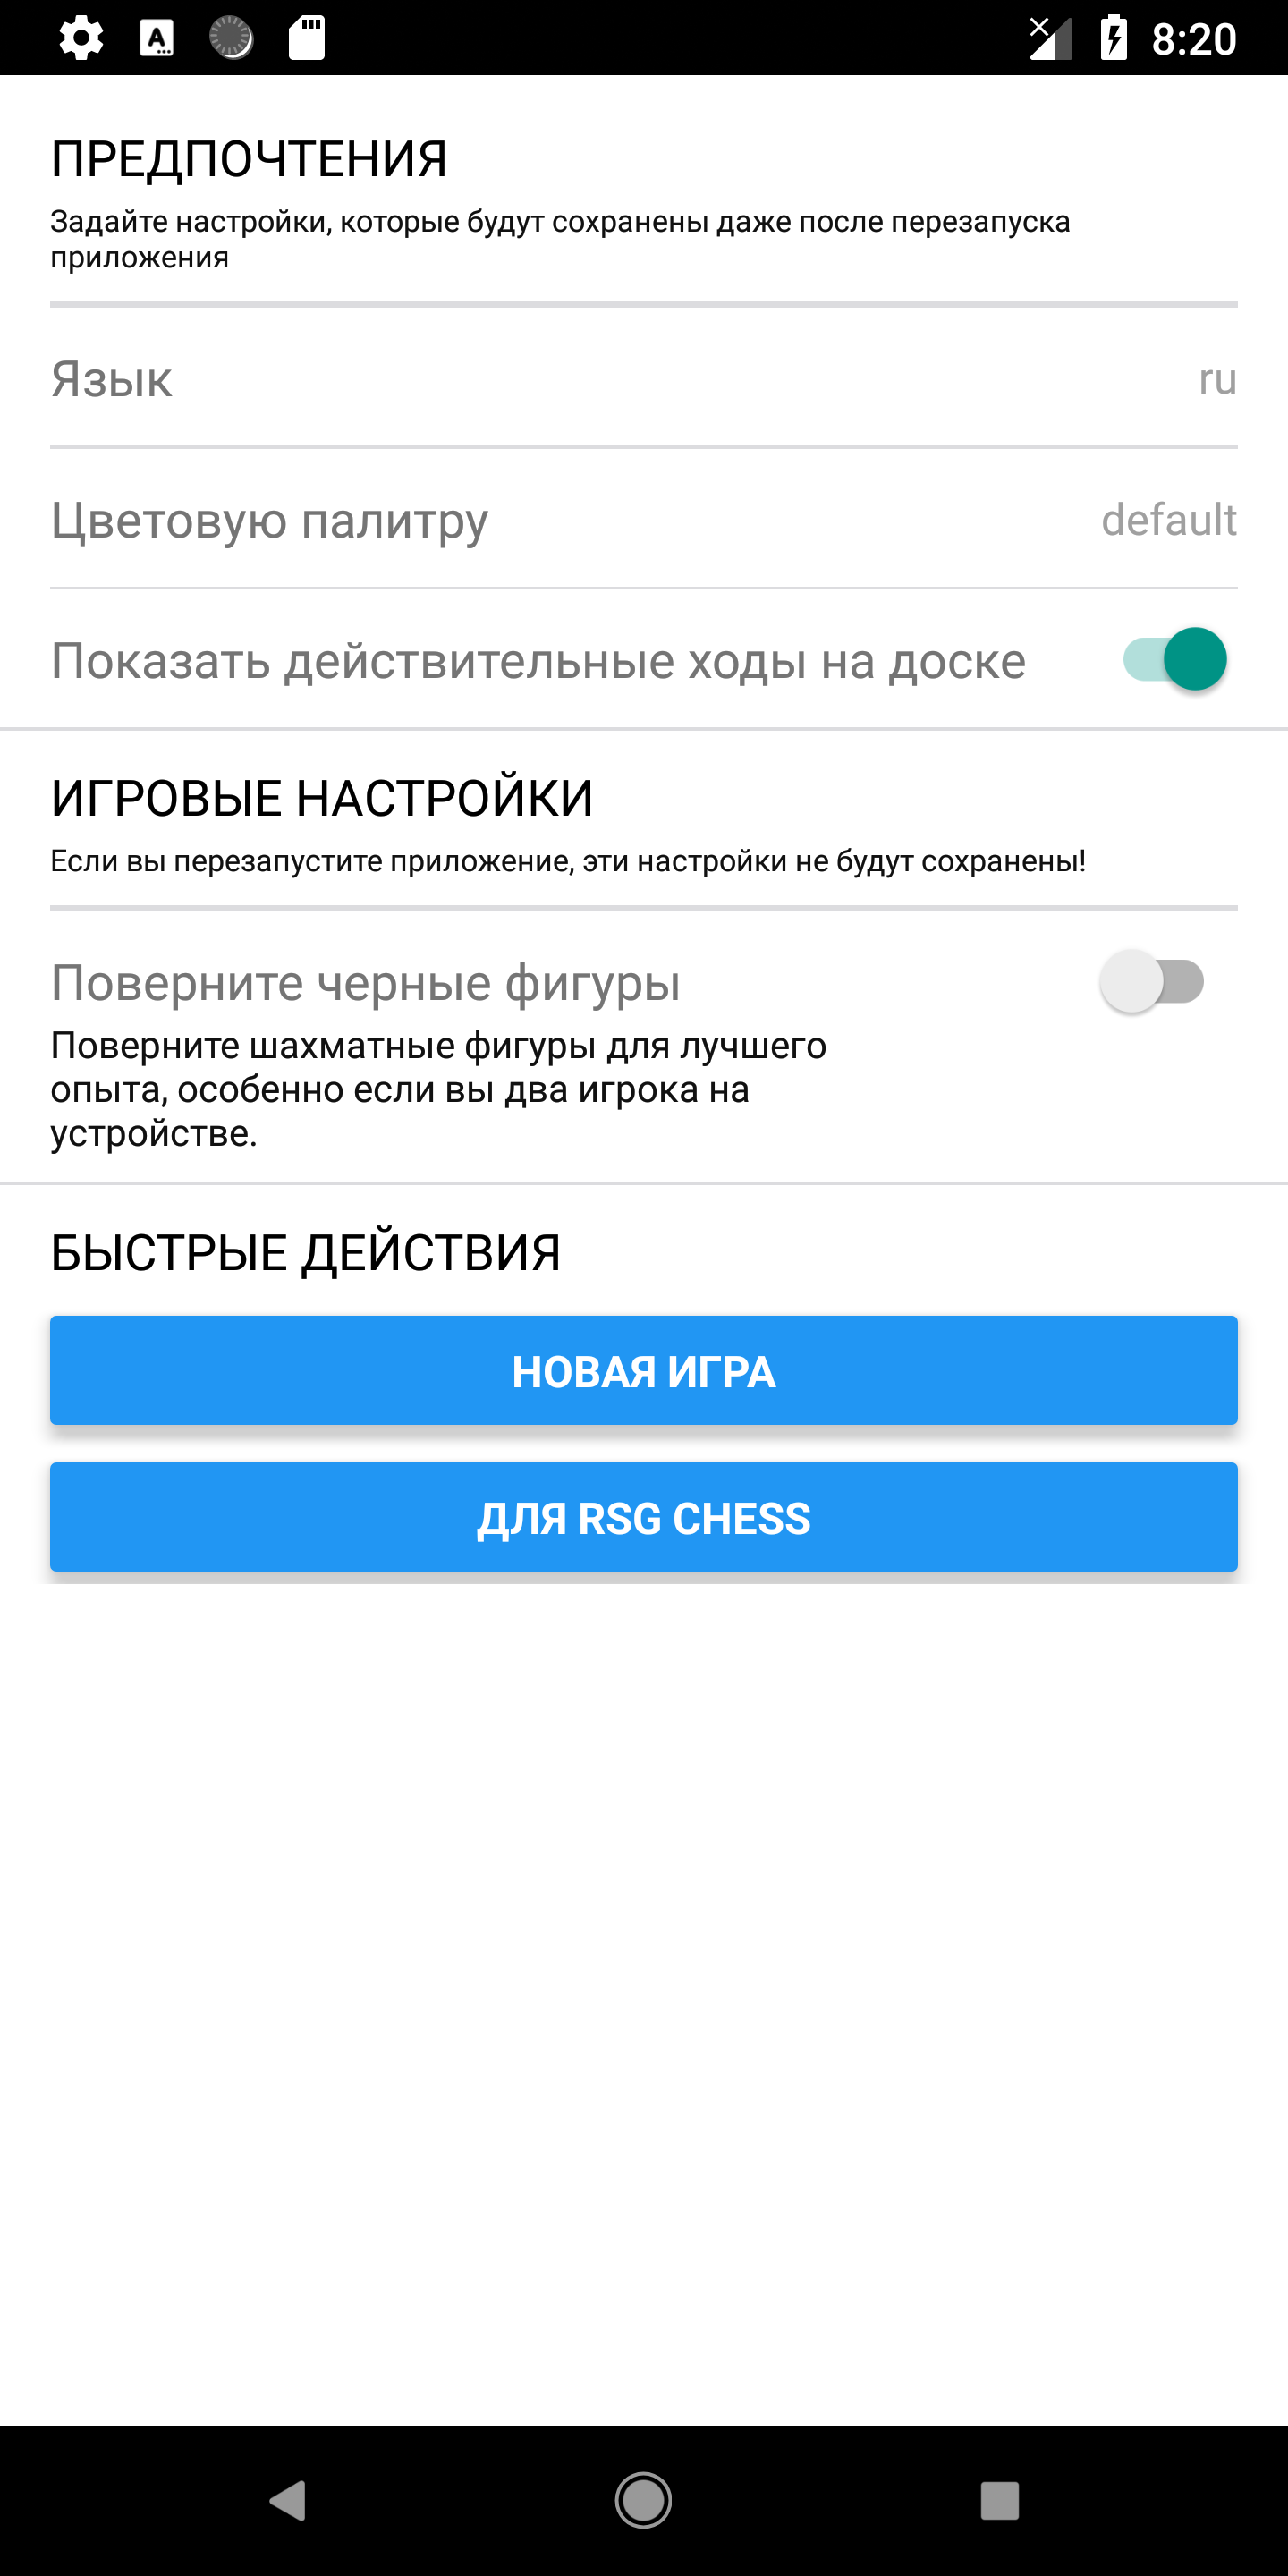 8:20
ПРЕДПОЧТЕНИЯ
Задайте настройки, которые будут сохранены даже после перезапуска
приложения
Язык
ru
Цветовую палитру
default
Показать действительные ходы на доске
ИГРОВЫЕ НАСТРОЙКИ
Если вы перезапустите приложение, эти настройки не будут сохранены!
Поверните черные фигуры
Поверните шахматные фигуры для лучшего
опыта, особенно если вы два игрока на
устройстве.
БЫСТРЫЕ ДЕЙСТВИЯ
НОВАЯ ИГРА
ДЛЯ RSG CHESS